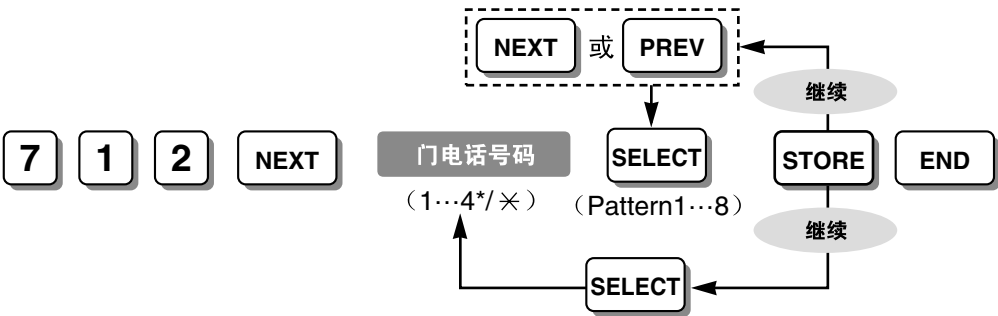 NEXT 或 PREV
继续
7 1 2 NEXT 门电话号码 SELECT STORE END
（1…4*/✳） （Pattern1…8）
继续
SELECT